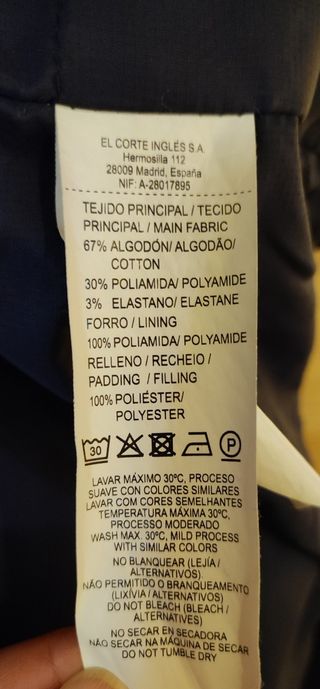 EL CORTE INGLÉS S.A.
Hermosilla 112
28009 Madrid, España
NIF: A-28017895
TEJIDO PRINCIPAL / TECIDO
PRINCIPAL / MAIN FABRIC
67% ALGODÓN/ ALGODÃO/
COTTON
30% POLIAMIDA/ POLYAMIDE
3% ELASTANO/ ELASTANE
FORRO / LINING
100% POLIAMIDA/ POLYAMIDE
RELLENO / RECHEIO /
PADDING / FILLING
100% POLIÉSTER/
POLYESTER
30 P
LAVAR MÁXIMO 30ºC, PROCESO
SUAVE CON COLORES SIMILARES
LAVAR COM CORES SEMELHANTES
TEMPERATURA MÁXIMA 30ºC,
PROCESSO MODERADO
WASH MAX. 30ºC, MILD PROCESS
WITH SIMILAR COLORS
NO BLANQUEAR (LEJÍA /
ALTERNATIVOS)
NÃO PERMITIDO O BRANQUEAMENTO
(LIXÍVIA / ALTERNATIVOS)
DO NOT BLEACH (BLEACH /
ALTERNATIVES)
NO SECAR EN SECADORA
NÃO SECAR NA MÁQUINA DE SECAR
DO NOT TUMBLE DRY